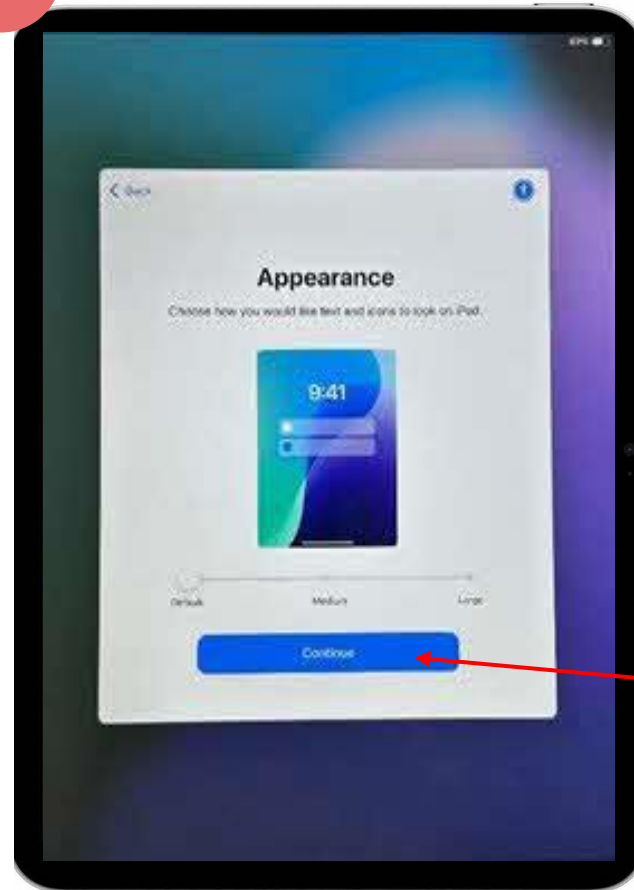 Back
Appearance
Choose how you would like text and icons to look on iPad.
9:41
Default Medium Large
Continue